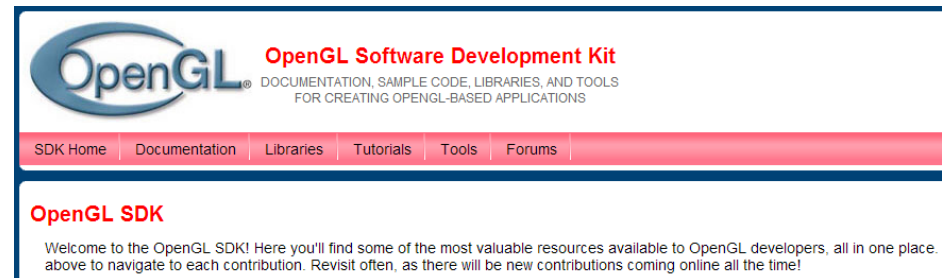 OpenGL®
OpenGL Software Development Kit
DOCUMENTATION, SAMPLE CODE, LIBRARIES, AND TOOLS
FOR CREATING OPENGL-BASED APPLICATIONS
SDK Home Documentation Libraries Tutorials Tools Forums
OpenGL SDK
Welcome to the OpenGL SDK! Here you'll find some of the most valuable resources available to OpenGL developers, all in one place.
above to navigate to each contribution. Revisit often, as there will be new contributions coming online all the time!